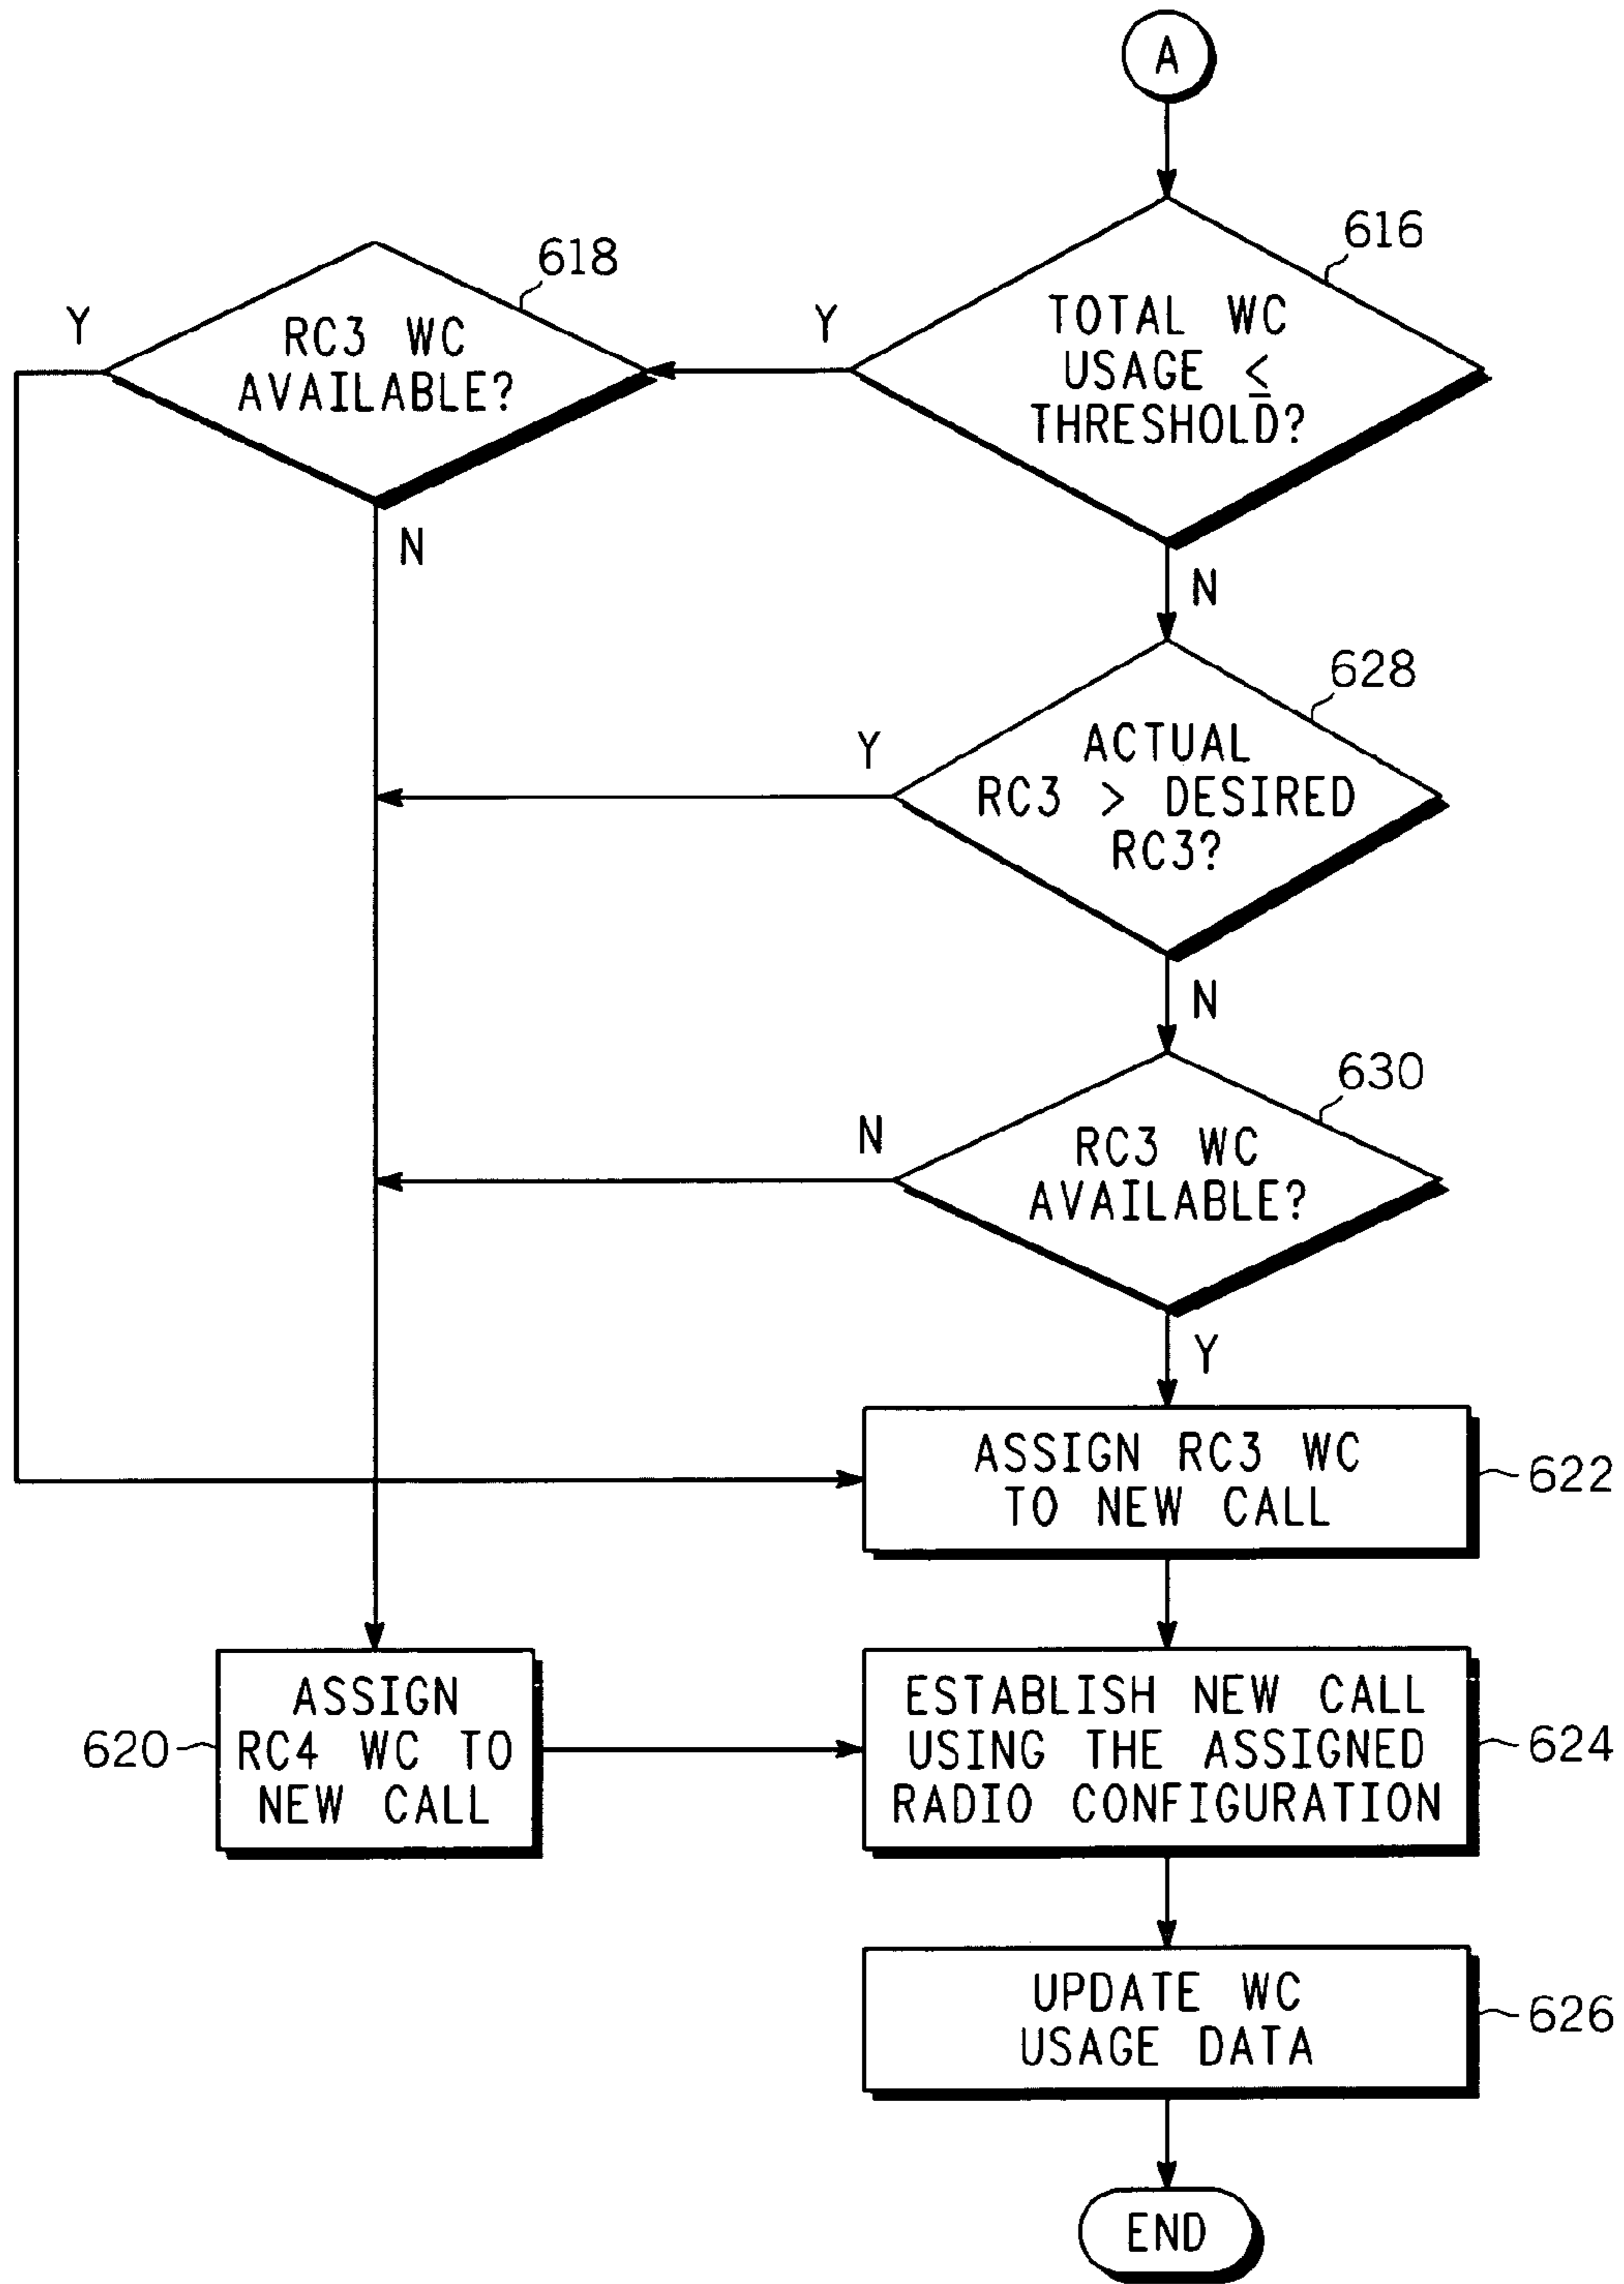 A
616
TOTAL WC
USAGE ≤
THRESHOLD?
Y
N
618
RC3 WC
AVAILABLE?
Y
N
628
ACTUAL
RC3 > DESIRED
RC3?
Y
N
630
RC3 WC
AVAILABLE?
N
Y
ASSIGN RC3 WC
TO NEW CALL
622
ASSIGN
RC4 WC TO
NEW CALL
620
ESTABLISH NEW CALL
USING THE ASSIGNED
RADIO CONFIGURATION
624
UPDATE WC
USAGE DATA
626
END